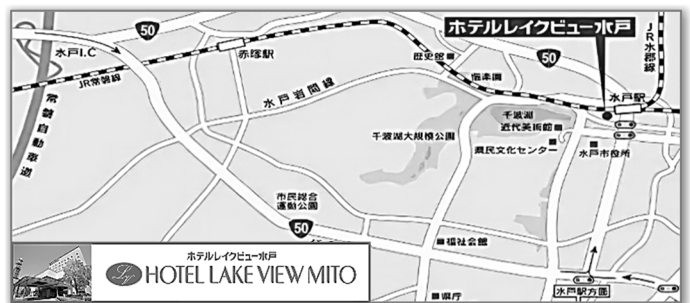 50
ホテルレイクビュー水戸
JR水郡線
水戸I.C
赤塚駅
歴史館
50
偕楽園
水戸駅
JR常磐線
水戸岩間線
常磐自動車道
千波湖
近代美術館
千波湖大規模公園
県民文化センター
水戸市役所
市民総合
運動公園
50
福祉会館
ホテルレイクビュー水戸
HOTEL LAKE VIEW MITO
県庁
水戸駅方面